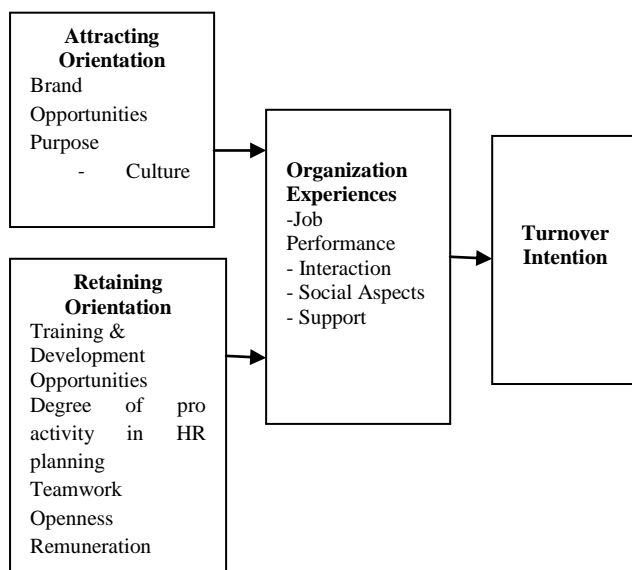 Attracting
Orientation
Brand
Opportunities
Purpose
- Culture
Retaining
Orientation
Training &
Development
Opportunities
Degree of pro
activity in HR
planning
Teamwork
Openness
Remuneration
Organization
Experiences
-Job
Performance
- Interaction
- Social Aspects
- Support
Turnover
Intention